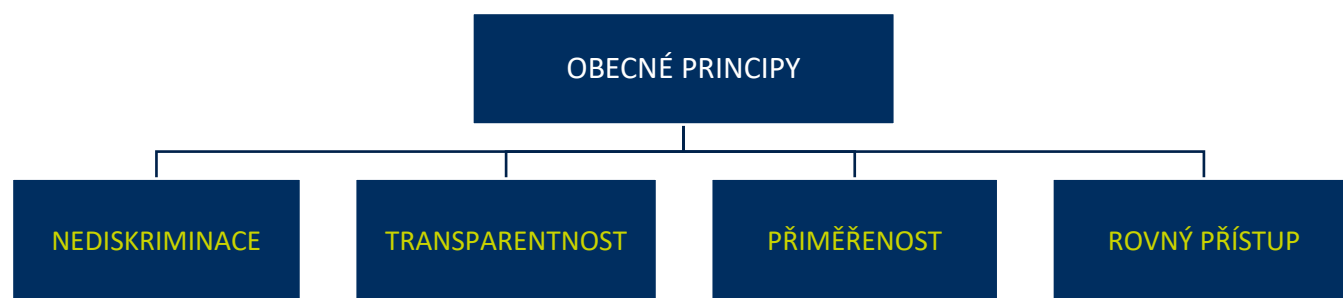 OBECNÉ PRINCIPY
NEDISKRIMINACE
TRANSPARENTNOST
PŘIMĚŘENOST
ROVNÝ PŘÍSTUP